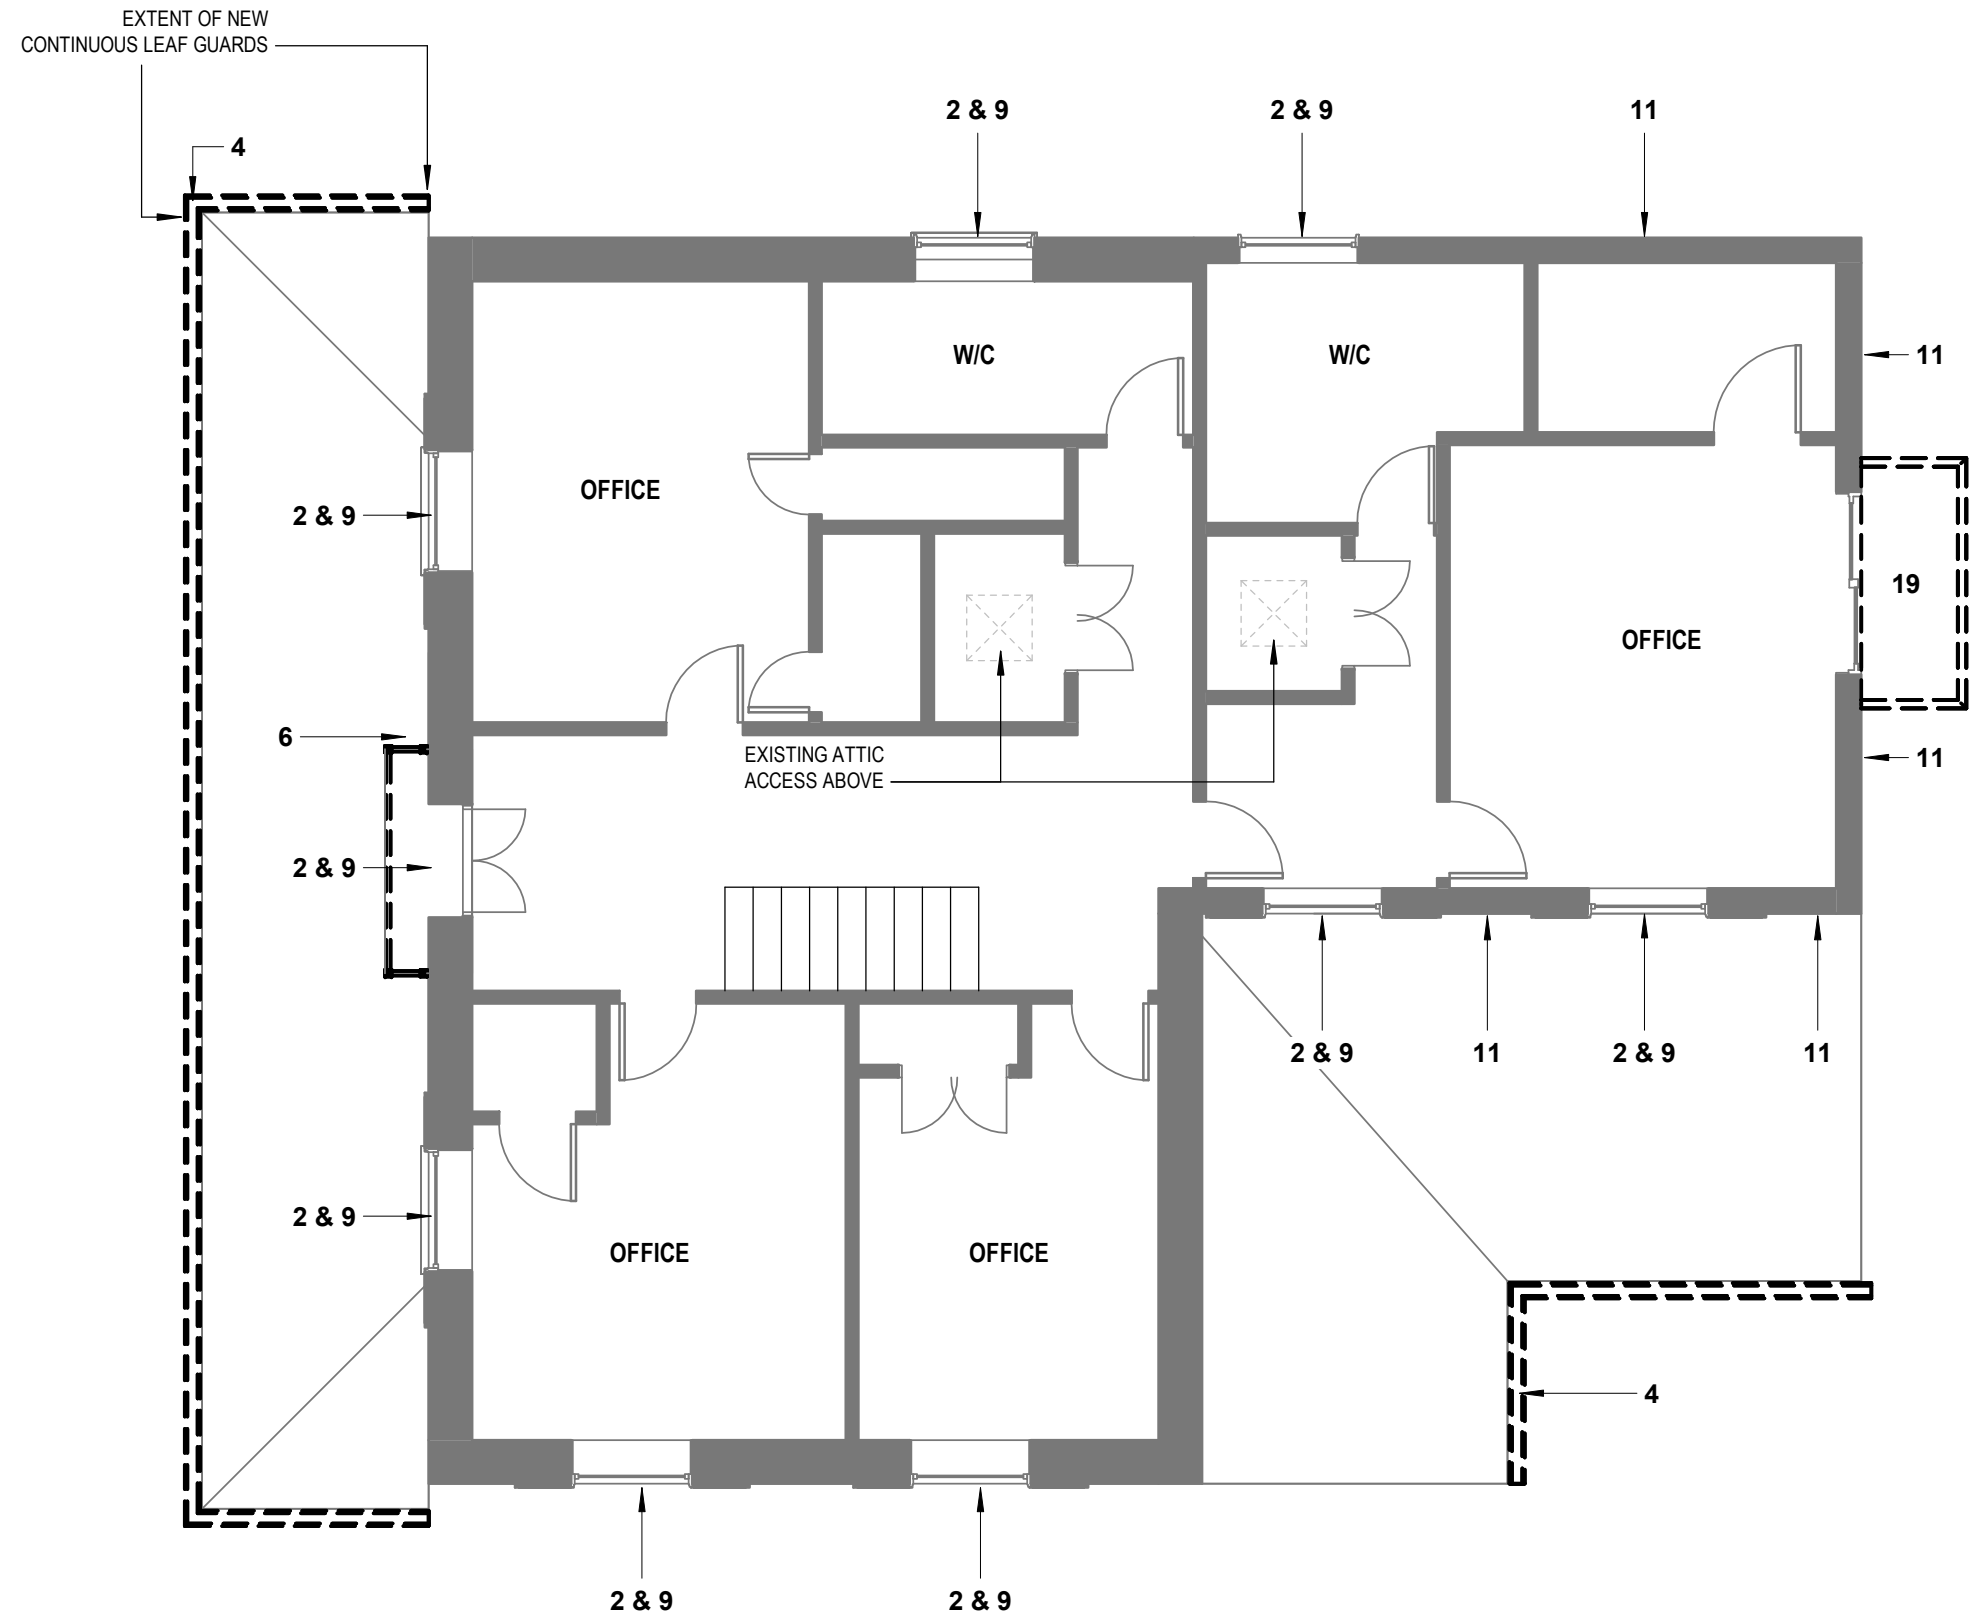 EXTENT OF NEW
CONTINUOUS LEAF GUARDS
2 & 9
2 & 9
11
4
W/C
W/C
11
OFFICE
2 & 9
19
OFFICE
6
EXISTING ATTIC
ACCESS ABOVE
11
2 & 9
2 & 9
11
2 & 9
11
2 & 9
OFFICE
OFFICE
4
2 & 9
2 & 9